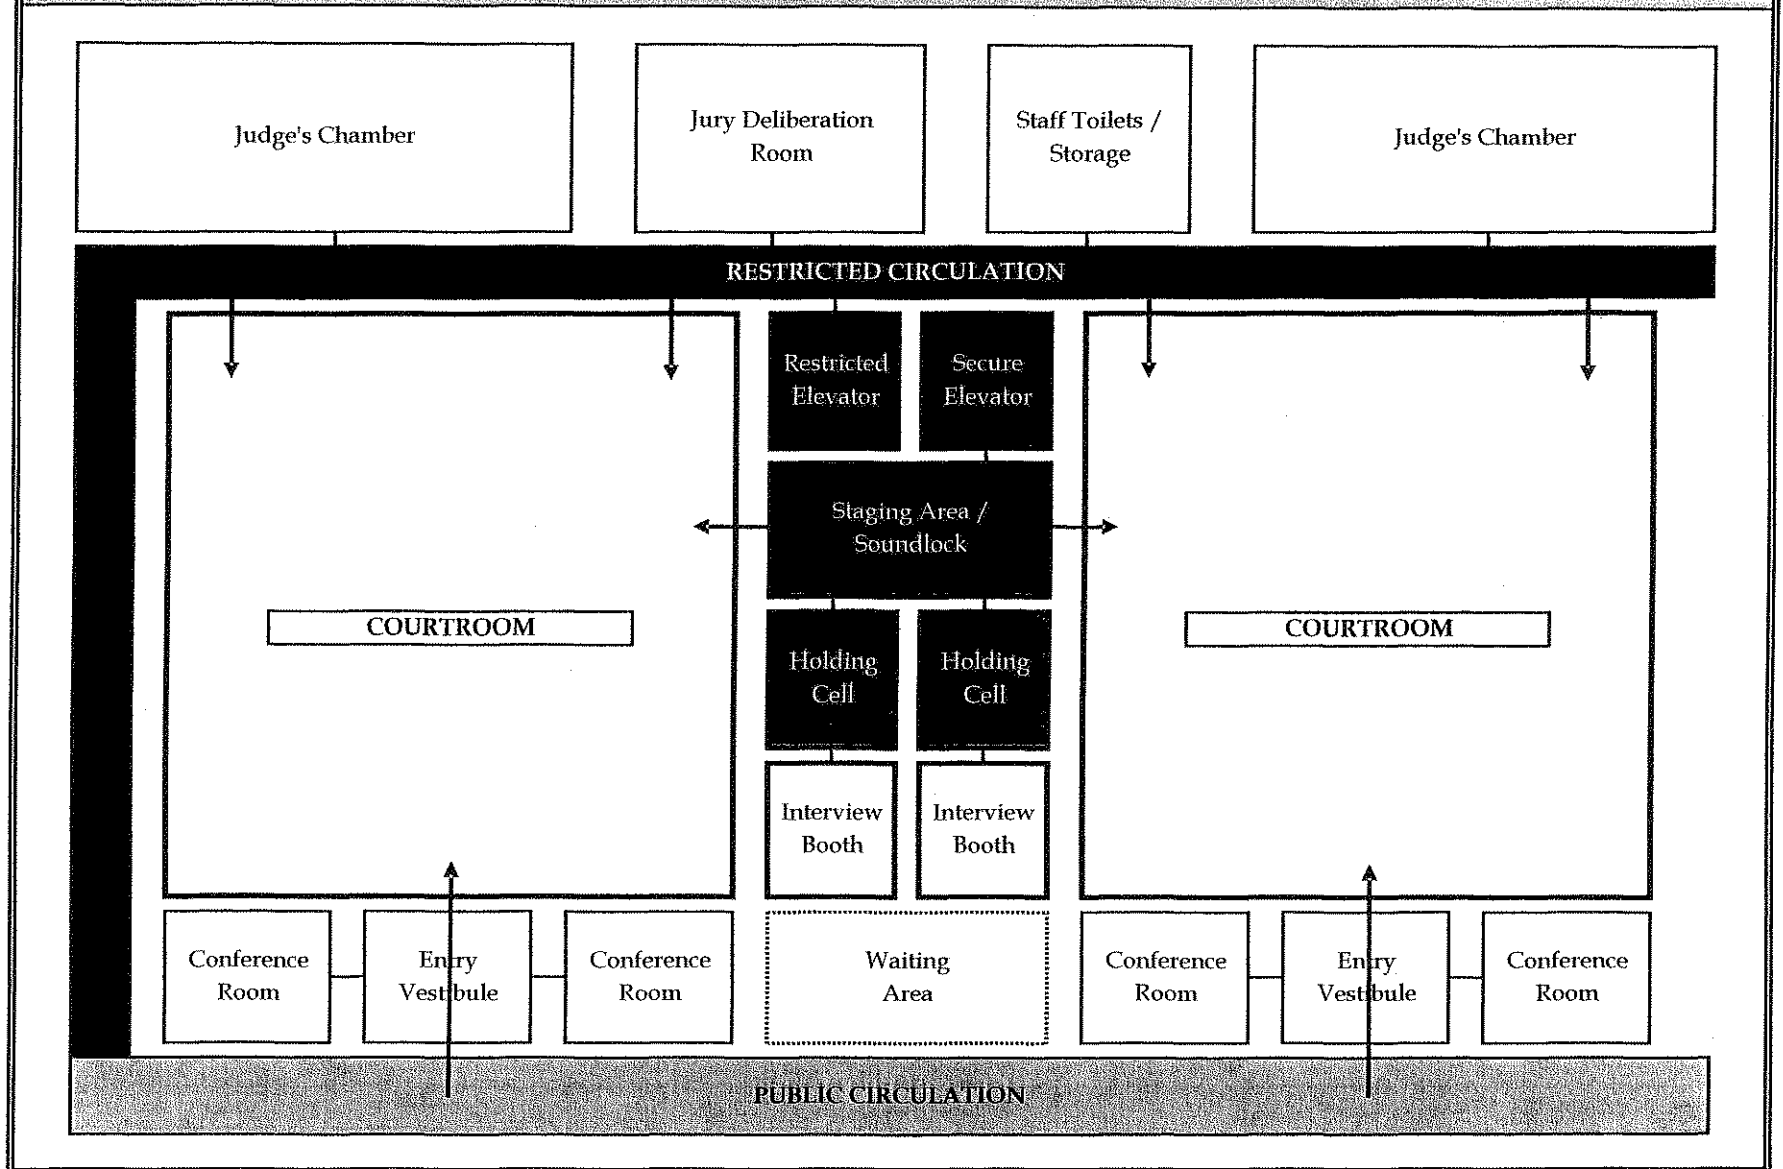 Judge's Chamber
Jury Deliberation
Room
Staff Toilets /
Storage
Judge's Chamber
RESTRICTED CIRCULATION
Restricted
Elevator
Secure
Elevator
Staging Area /
Soundlock
COURTROOM
COURTROOM
Holding
Cell
Holding
Cell
Interview
Booth
Interview
Booth
Conference
Room
Entry
Vestibule
Conference
Room
Waiting
Area
Conference
Room
Entry
Vestibule
Conference
Room
PUBLIC CIRCULATION